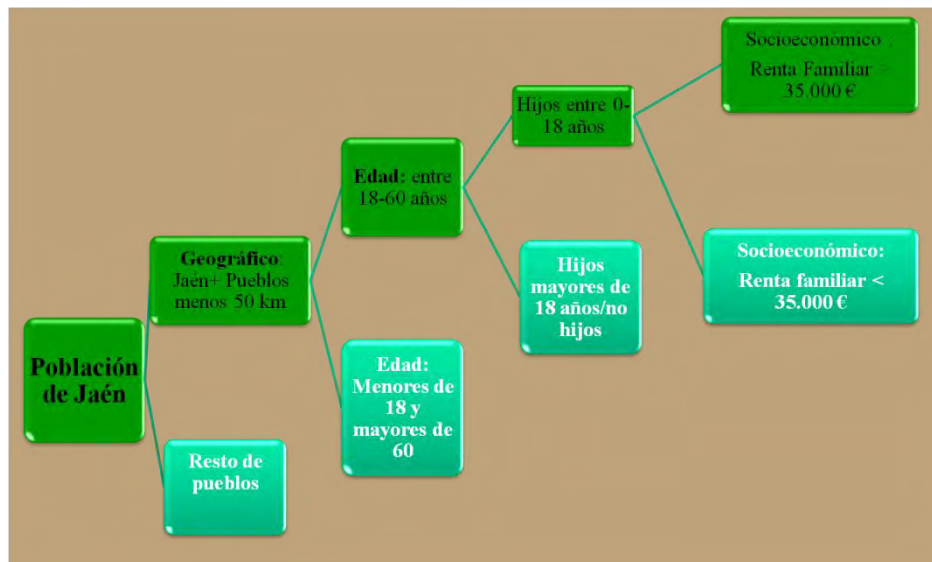 Población
de Jaén
Geográfico:
Jaén+ Pueblos
menos 50 km
Resto de
pueblos
Edad: entre
18-60 años
Edad:
Menores de
18 y
mayores de
60
Hijos entre 0-
18 años
Hijos
mayores de
18 años/no
hijos
Socioeconómico :
Renta Familiar ≥
35.000 €
Socioeconómico:
Renta familiar <
35.000 €